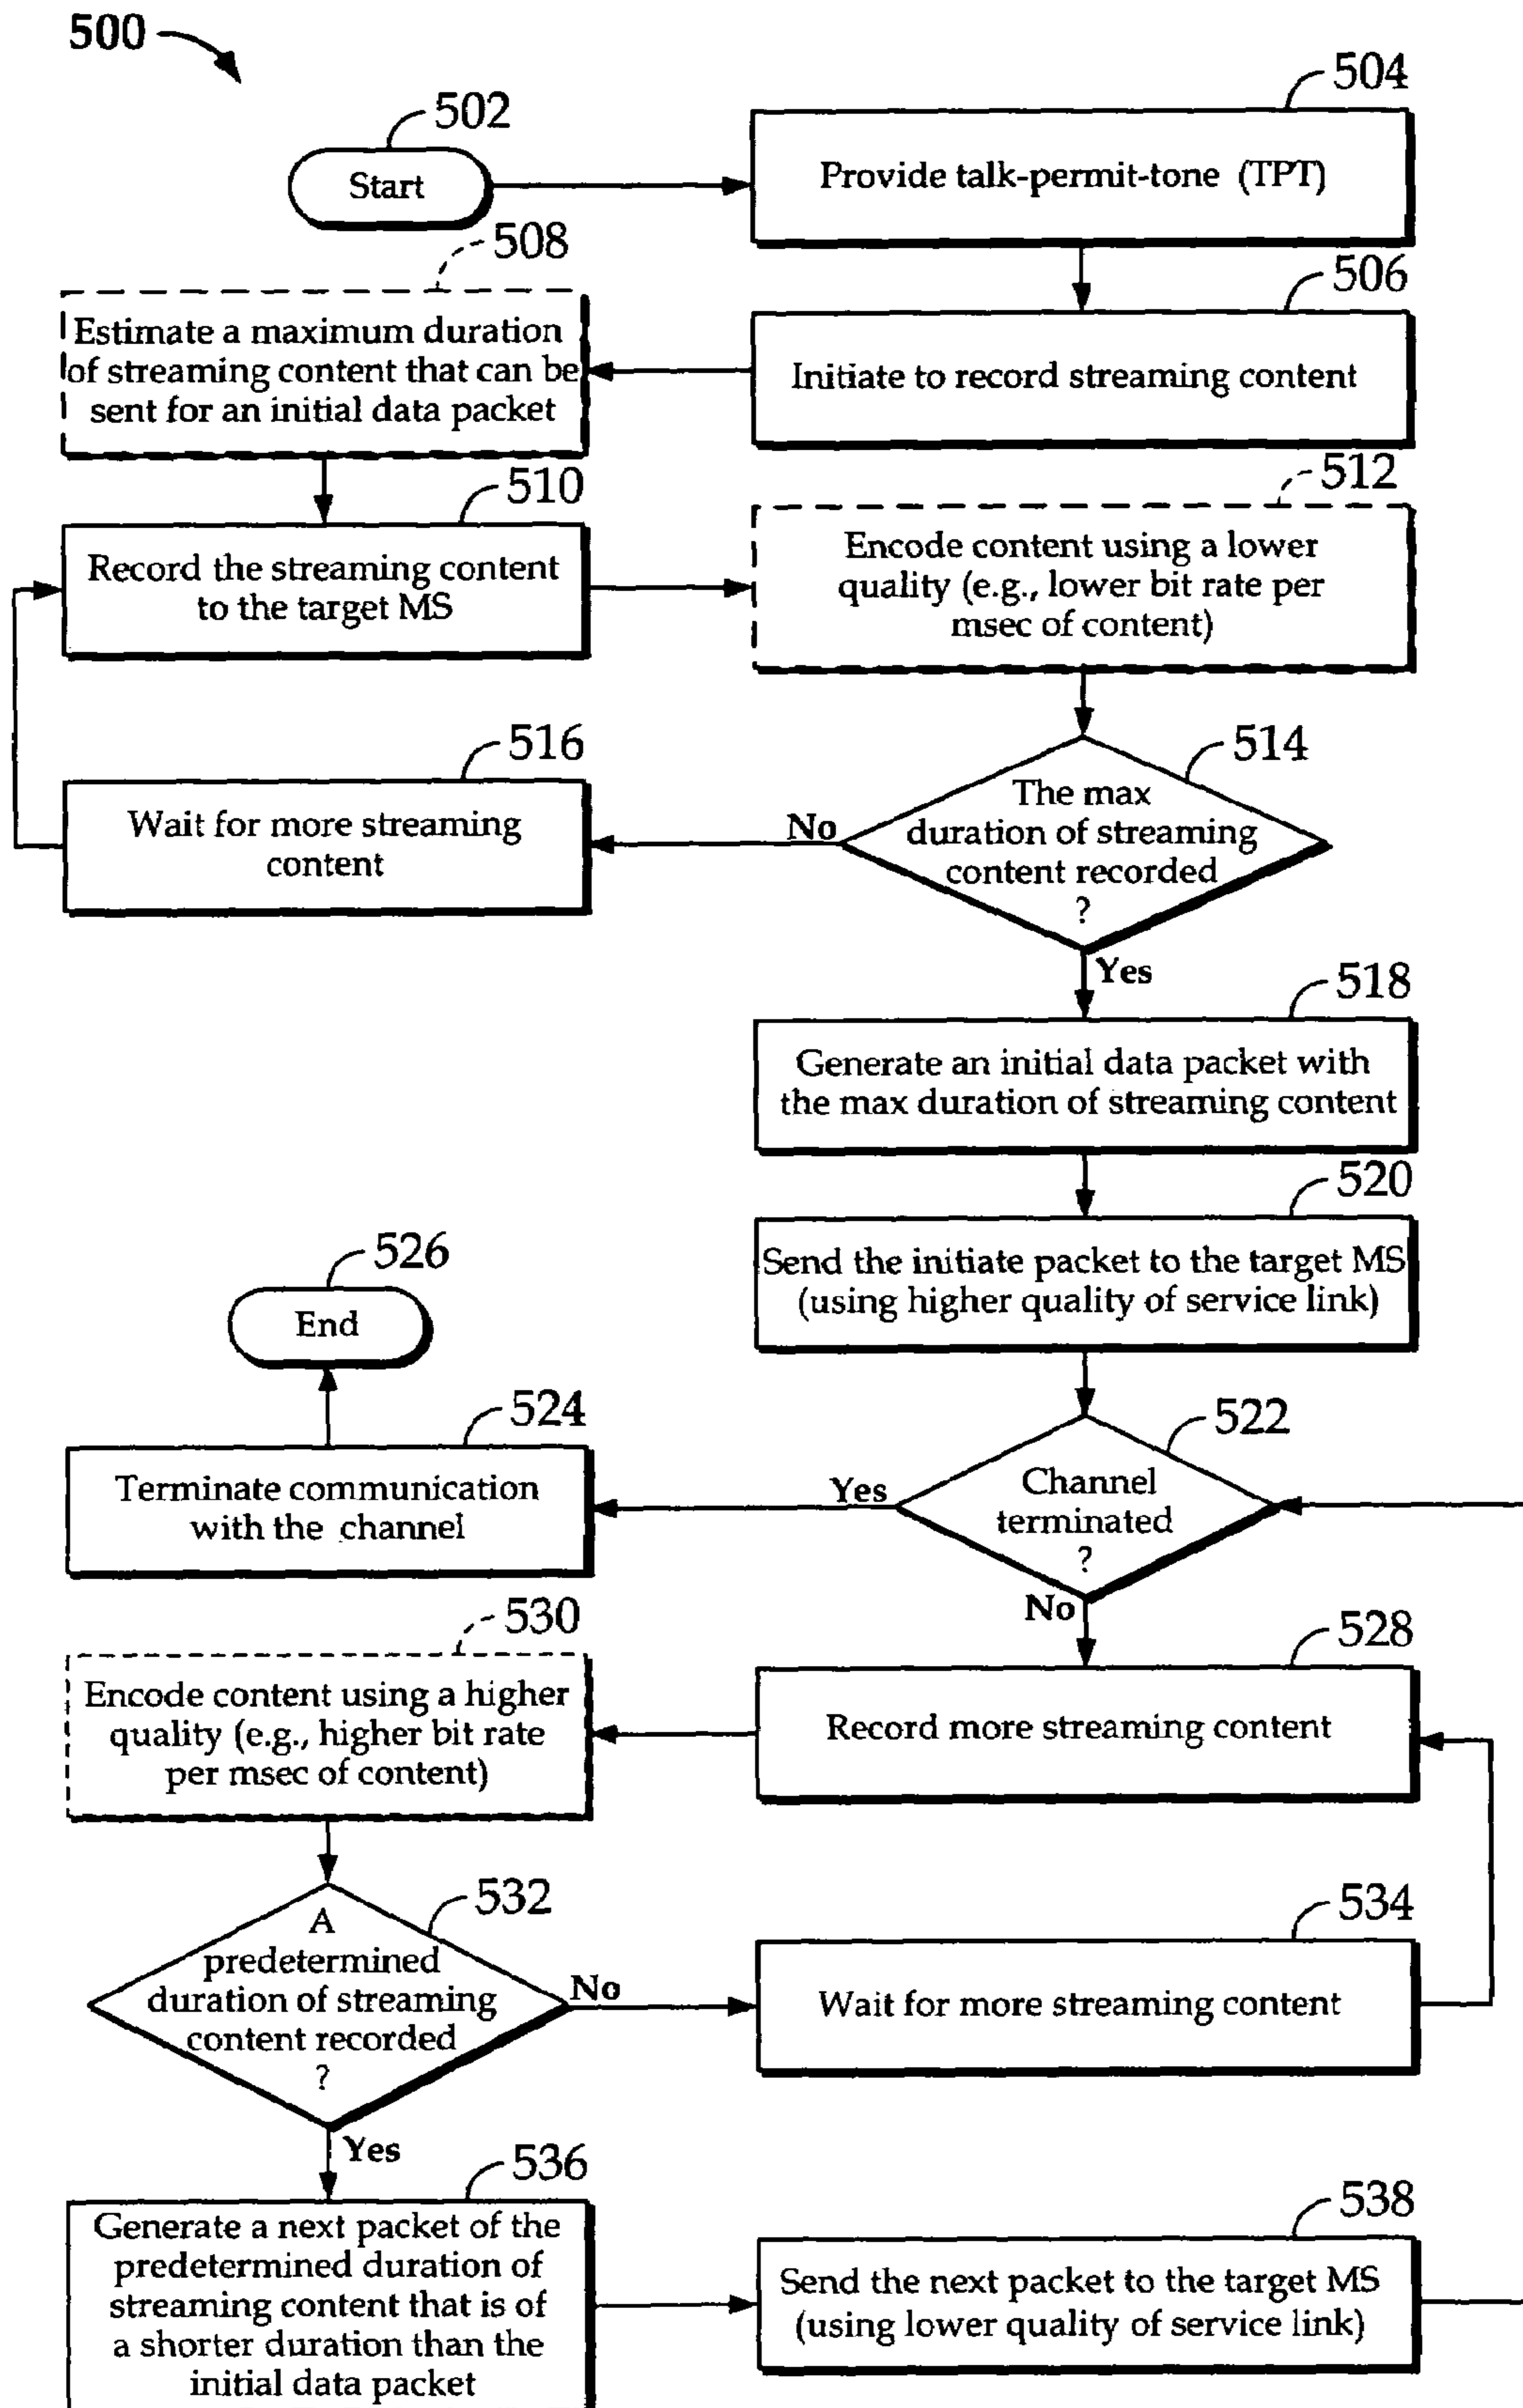 500
502
Start
504
Provide talk-permit-tone (TPT)
506
Initiate to record streaming content
508
Estimate a maximum duration
of streaming content that can be
sent for an initial data packet
510
Record the streaming content
to the target MS
512
Encode content using a lower
quality (e.g., lower bit rate per
msec of content)
514
The max
duration of streaming
content recorded
?
No
516
Wait for more streaming
content
Yes
518
Generate an initial data packet with
the max duration of streaming content
520
Send the initiate packet to the target MS
(using higher quality of service link)
522
Channel
terminated
?
Yes
524
Terminate communication
with the channel
526
End
No
528
Record more streaming content
530
Encode content using a higher
quality (e.g., higher bit rate
per msec of content)
532
A
predetermined
duration of streaming
content recorded
?
No
534
Wait for more streaming content
Yes
536
Generate a next packet of the
predetermined duration of
streaming content that is of
a shorter duration than the
initial data packet
538
Send the next packet to the target MS
(using lower quality of service link)